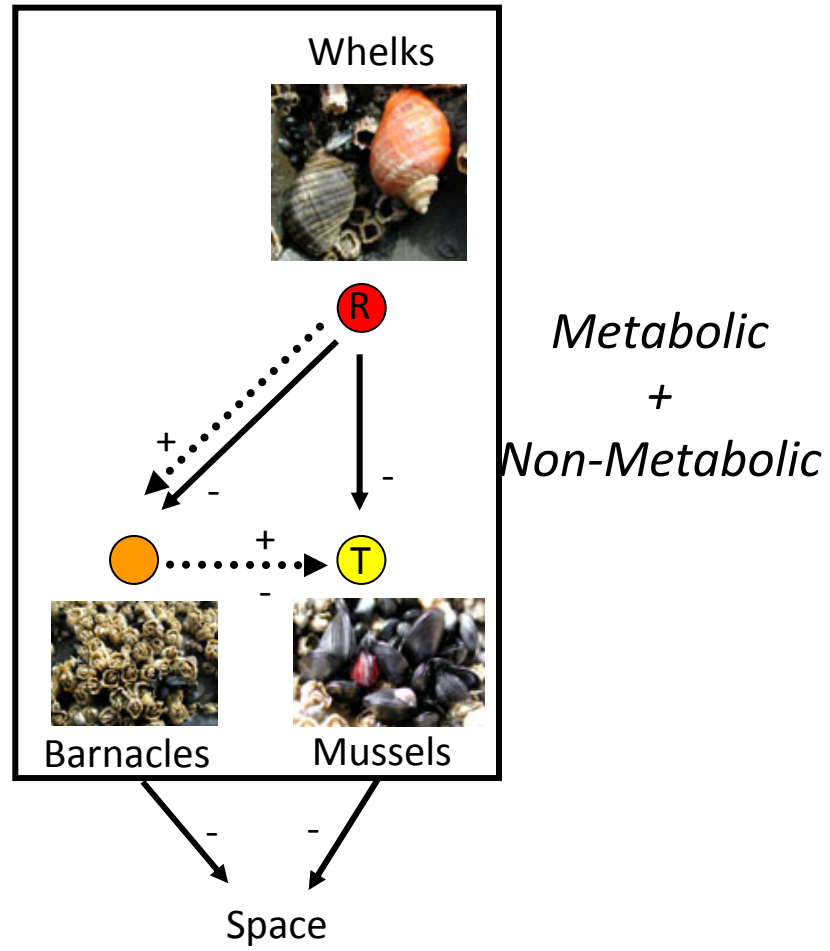 Whelks
R
Metabolic
+
Non-Metabolic
+
-
-
+
T
-
Barnacles
Mussels
-
-
Space